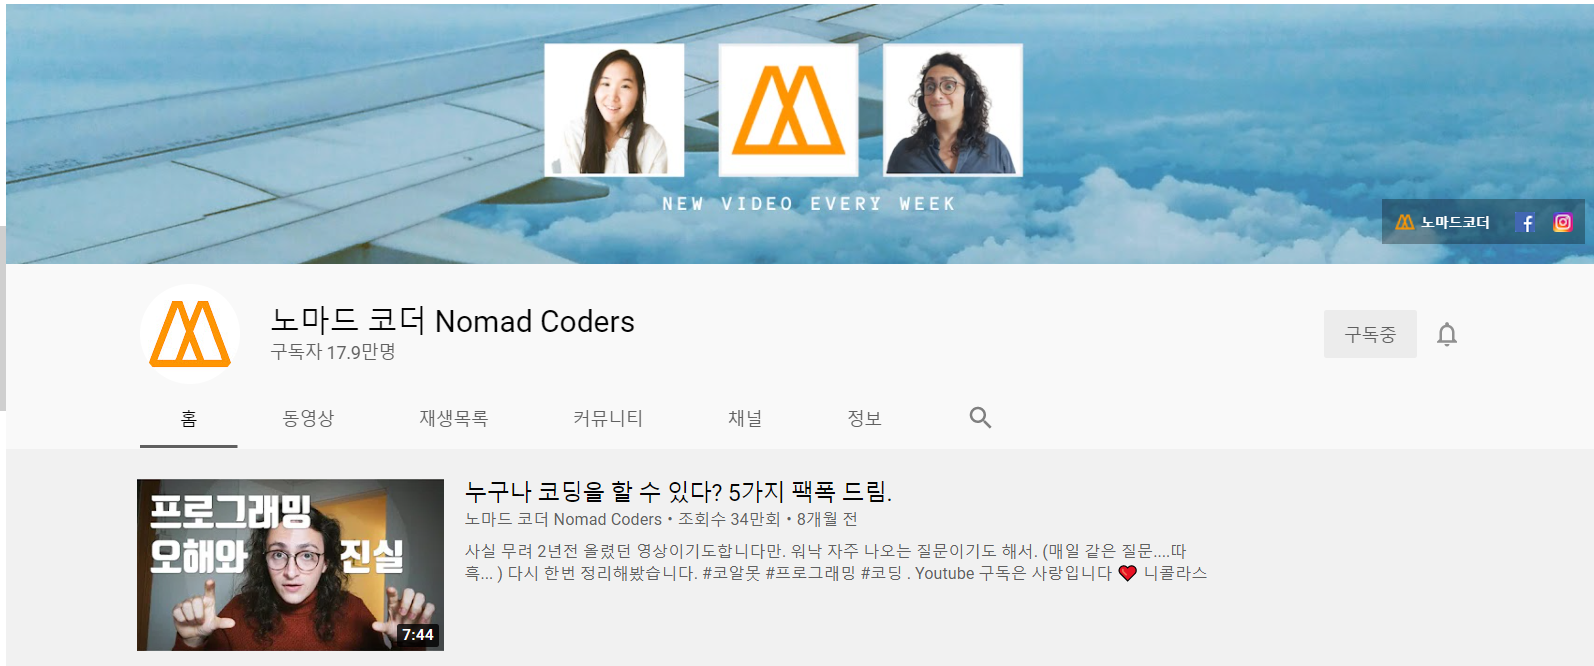 NEW VIDEO EVERY WEEK
노마드코더
노마드 코더 Nomad Coders
구독자 17.9만명
구독중
홈 동영상 재생목록 커뮤니티 채널 정보
프로그래밍
오해와 진실
7:44
누구나 코딩을 할 수 있다? 5가지 팩폭 드림.
노마드 코더 Nomad Coders • 조회수 34만회 • 8개월 전
사실 무려 2년전 올렸던 영상이기도합니다만. 워낙 자주 나오는 질문이기도 해서. (매일 같은 질문....따
흑... ) 다시 한번 정리해봤습니다. #코알못 #프로그래밍 #코딩 . Youtube 구독은 사랑입니다 ❤️ 니콜라스